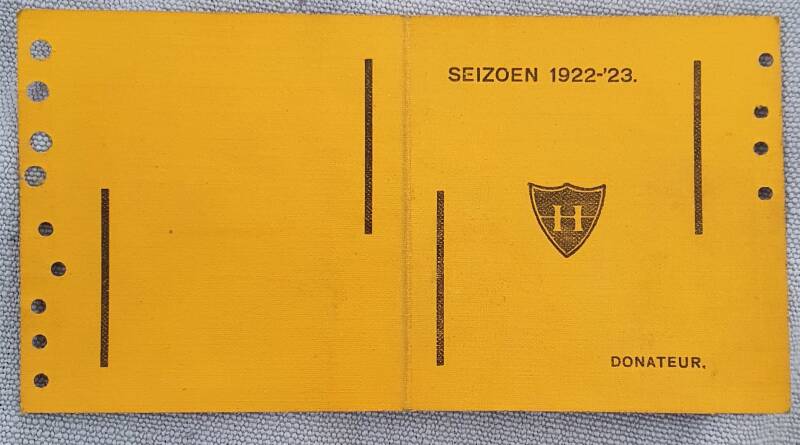 SEIZOEN 1922-'23.
H
DONATEUR.